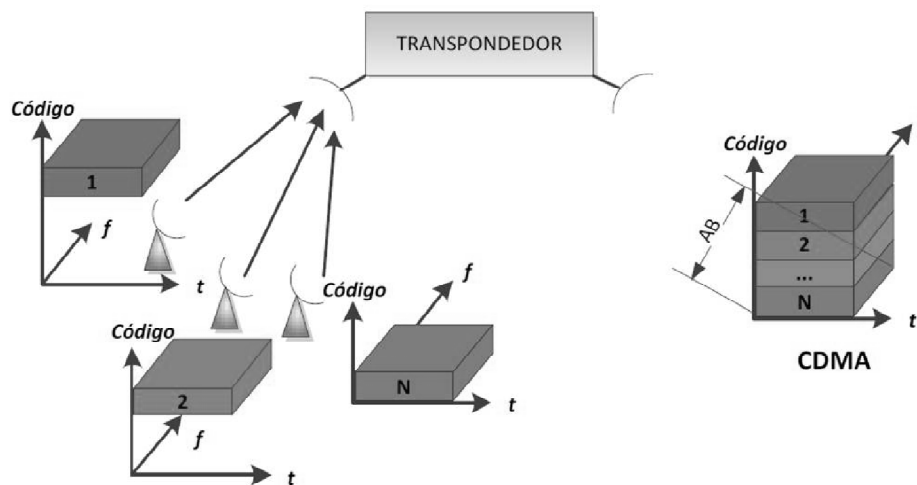 TRANSPONDEDOR
Código
1
f
t
Código
2
f
t
Código
N
f
t
Código
AB
1
2
...
N
t
CDMA